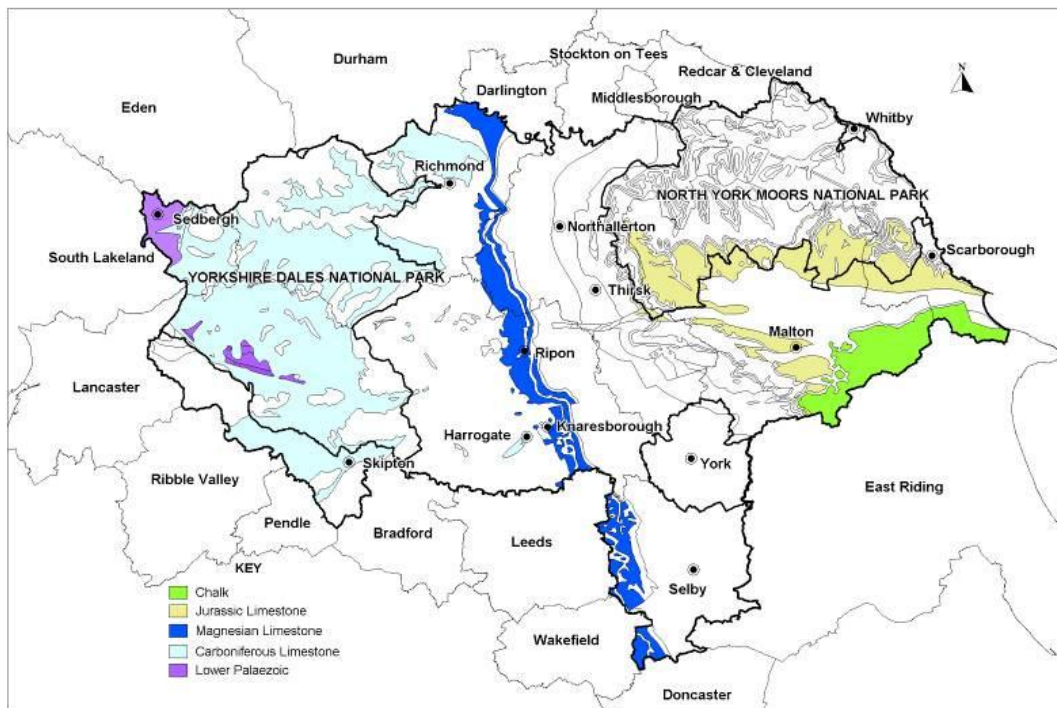 Durham
Stockton on Tees
Redcar & Cleveland
Darlington
Middlesborough
N
Eden
Whitby
Richmond
NORTH YORK MOORS NATIONAL PARK
Sedbergh
Northallerton
South Lakeland
Scarborough
YORKSHIRE DALES NATIONAL PARK
Thirsk
Malton
Ripon
Lancaster
Knaresborough
Harrogate
Skipton
York
Ribble Valley
East Riding
Pendle
Bradford
Leeds
KEY
Chalk
Selby
Jurassic Limestone
Magnesian Limestone
Wakefield
Carboniferous Limestone
Lower Palaezoic
Doncaster